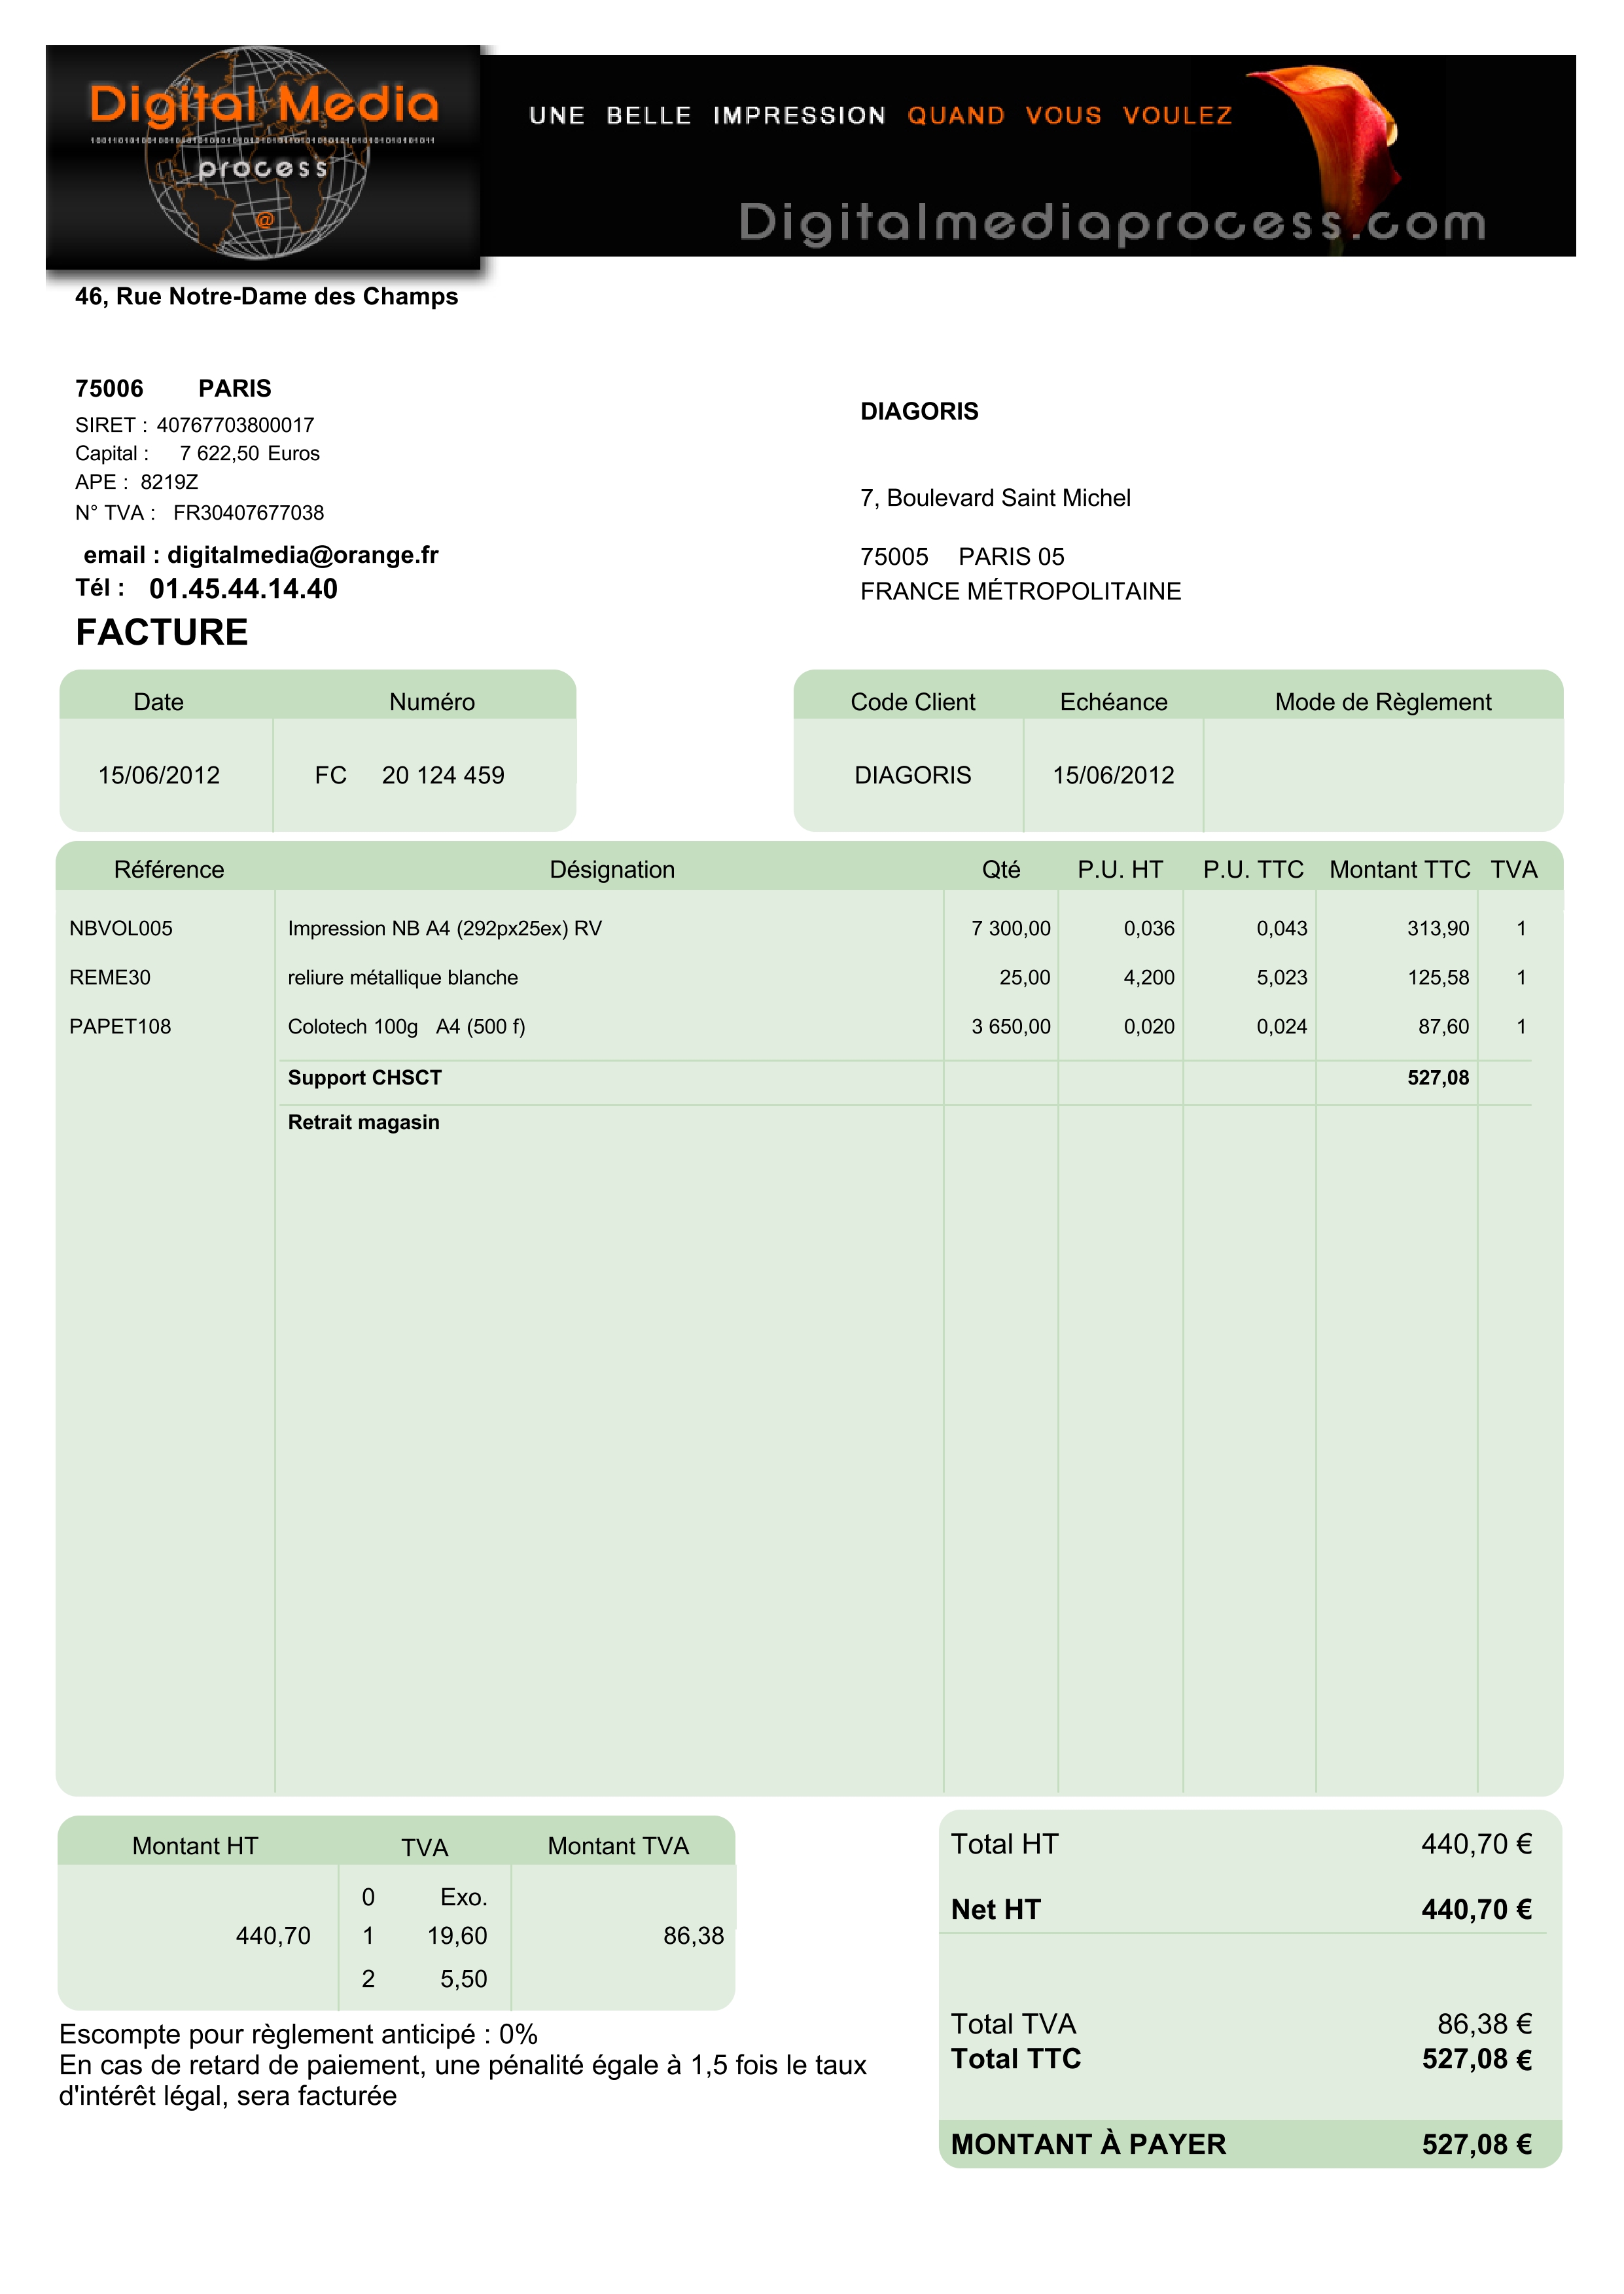 Digital Media
process
@
UNE BELLE IMPRESSION QUAND VOUS VOULEZ
Digitalmediaprocess.com
46, Rue Notre-Dame des Champs
75006 PARIS
SIRET : 40767703800017
Capital : 7 622,50 Euros
APE : 8219Z
N° TVA : FR30407677038
email : digitalmedia@orange.fr
Tél : 01.45.44.14.40
DIAGORIS
7, Boulevard Saint Michel
75005 PARIS 05
FRANCE MÉTROPOLITAINE
FACTURE
Date Numéro
15/06/2012 FC 20 124 459
Code Client Echéance Mode de Règlement
DIAGORIS 15/06/2012
Référence Désignation Qté P.U. HT P.U. TTC Montant TTC TVA
NBVOL005 Impression NB A4 (292px25ex) RV 7 300,00 0,036 0,043 313,90 1
REME30 reliure métallique blanche 25,00 4,200 5,023 125,58 1
PAPET108 Colotech 100g A4 (500 f) 3 650,00 0,020 0,024 87,60 1
Support CHSCT 527,08
Retrait magasin
Montant HT TVA Montant TVA
0 Exo.
440,70 1 19,60 86,38
2 5,50
Escompte pour règlement anticipé : 0%
En cas de retard de paiement, une pénalité égale à 1,5 fois le taux
d'intérêt légal, sera facturée
Total HT 440,70 €
Net HT 440,70 €
Total TVA 86,38 €
Total TTC 527,08 €
MONTANT À PAYER 527,08 €